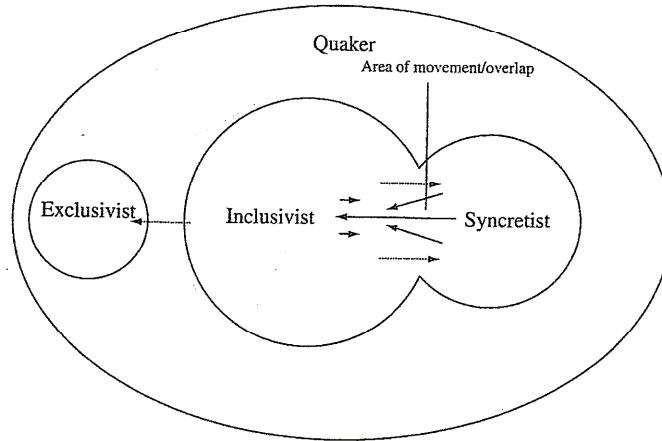 Quaker
Area of movement/overlap
Exclusivist
Inclusivist
Syncretist